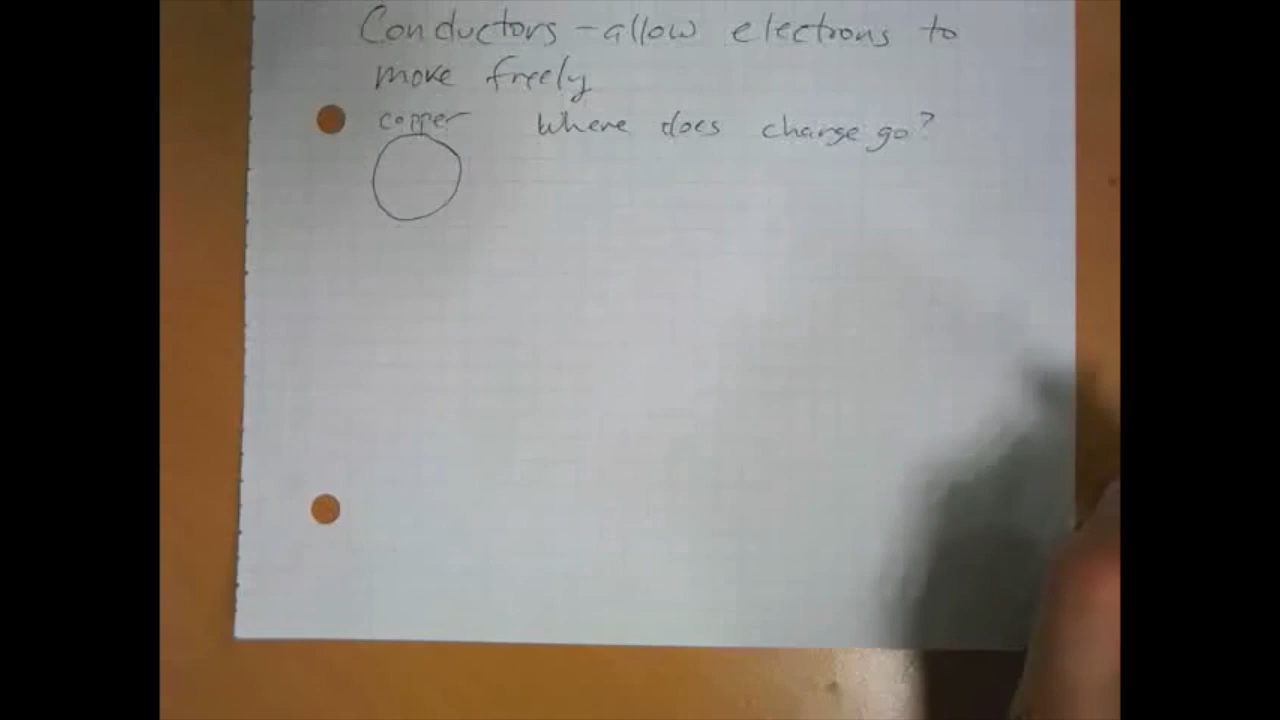 Conductors - allow electrons to
move freely
copper Where does charge go?